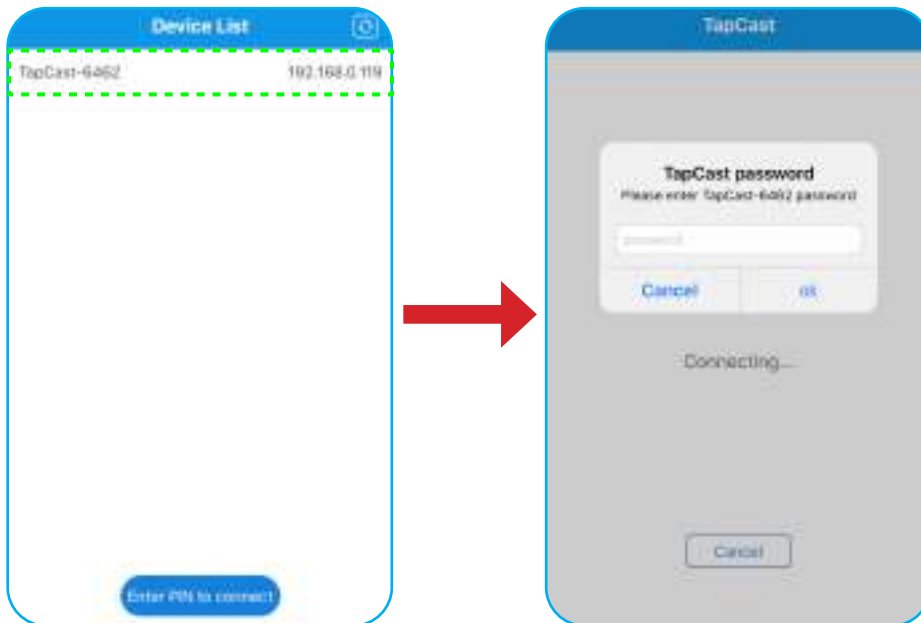 Device List
TapCast-6462 192.168.0.119
Enter PIN to connect
TapCast
TapCast password
Please enter TapCast-6462 password
password
Cancel ok
Connecting...
Cancel